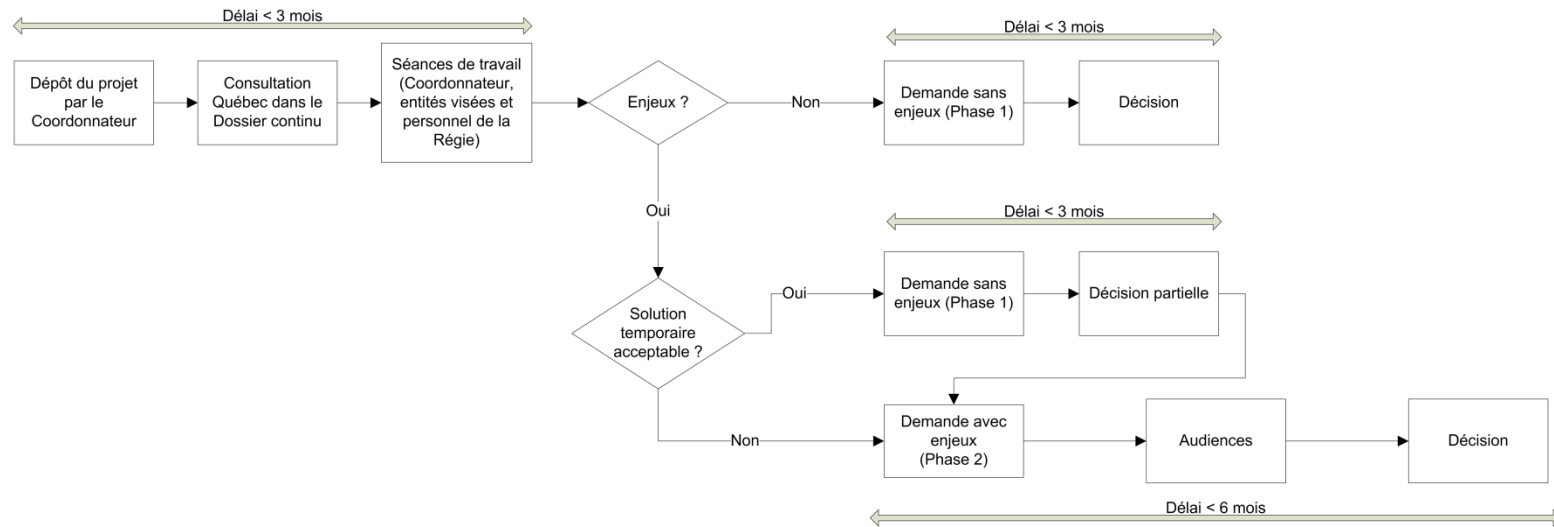 Délai < 3 mois
Dépôt du projet
par le
Coordonnateur
Consultation
Québec dans le
Dossier continu
Séances de travail
(Coordonnateur,
entités visées et
personnel de la
Régie)
Enjeux ?
Non
Délai < 3 mois
Demande sans
enjeux (Phase 1)
Décision
Oui
Solution
temporaire
acceptable ?
Oui
Délai < 3 mois
Demande sans
enjeux (Phase 1)
Décision partielle
Non
Demande avec
enjeux
(Phase 2)
Audiences
Décision
Délai < 6 mois